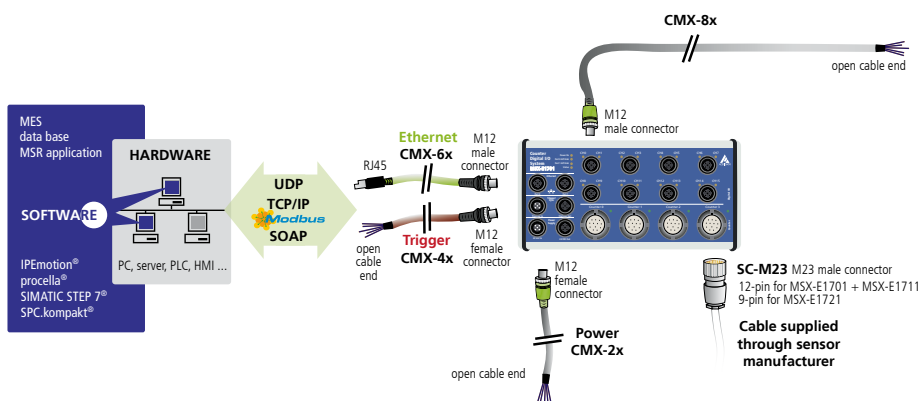 CMX-8x
open cable end
M12
male connector
MES
data base
MSR application
HARDWARE
SOFTWARE
PC, server, PLC, HMI ...
IPEmotion®
procella®
SIMATIC STEP 7®
SPC.kompakt®
UDP
TCP/IP
Modbus
SOAP
Ethernet
CMX-6x
RJ45
M12
male
connector
Trigger
CMX-4x
open
cable
end
M12
female
connector
Counter
Digital I/O
System
M12
female
connector
Power
CMX-2x
open cable end
SC-M23 M23 male connector
12-pin for MSX-E1701 + MSX-E1711
9-pin for MSX-E1721
Cable supplied
through sensor
manufacturer